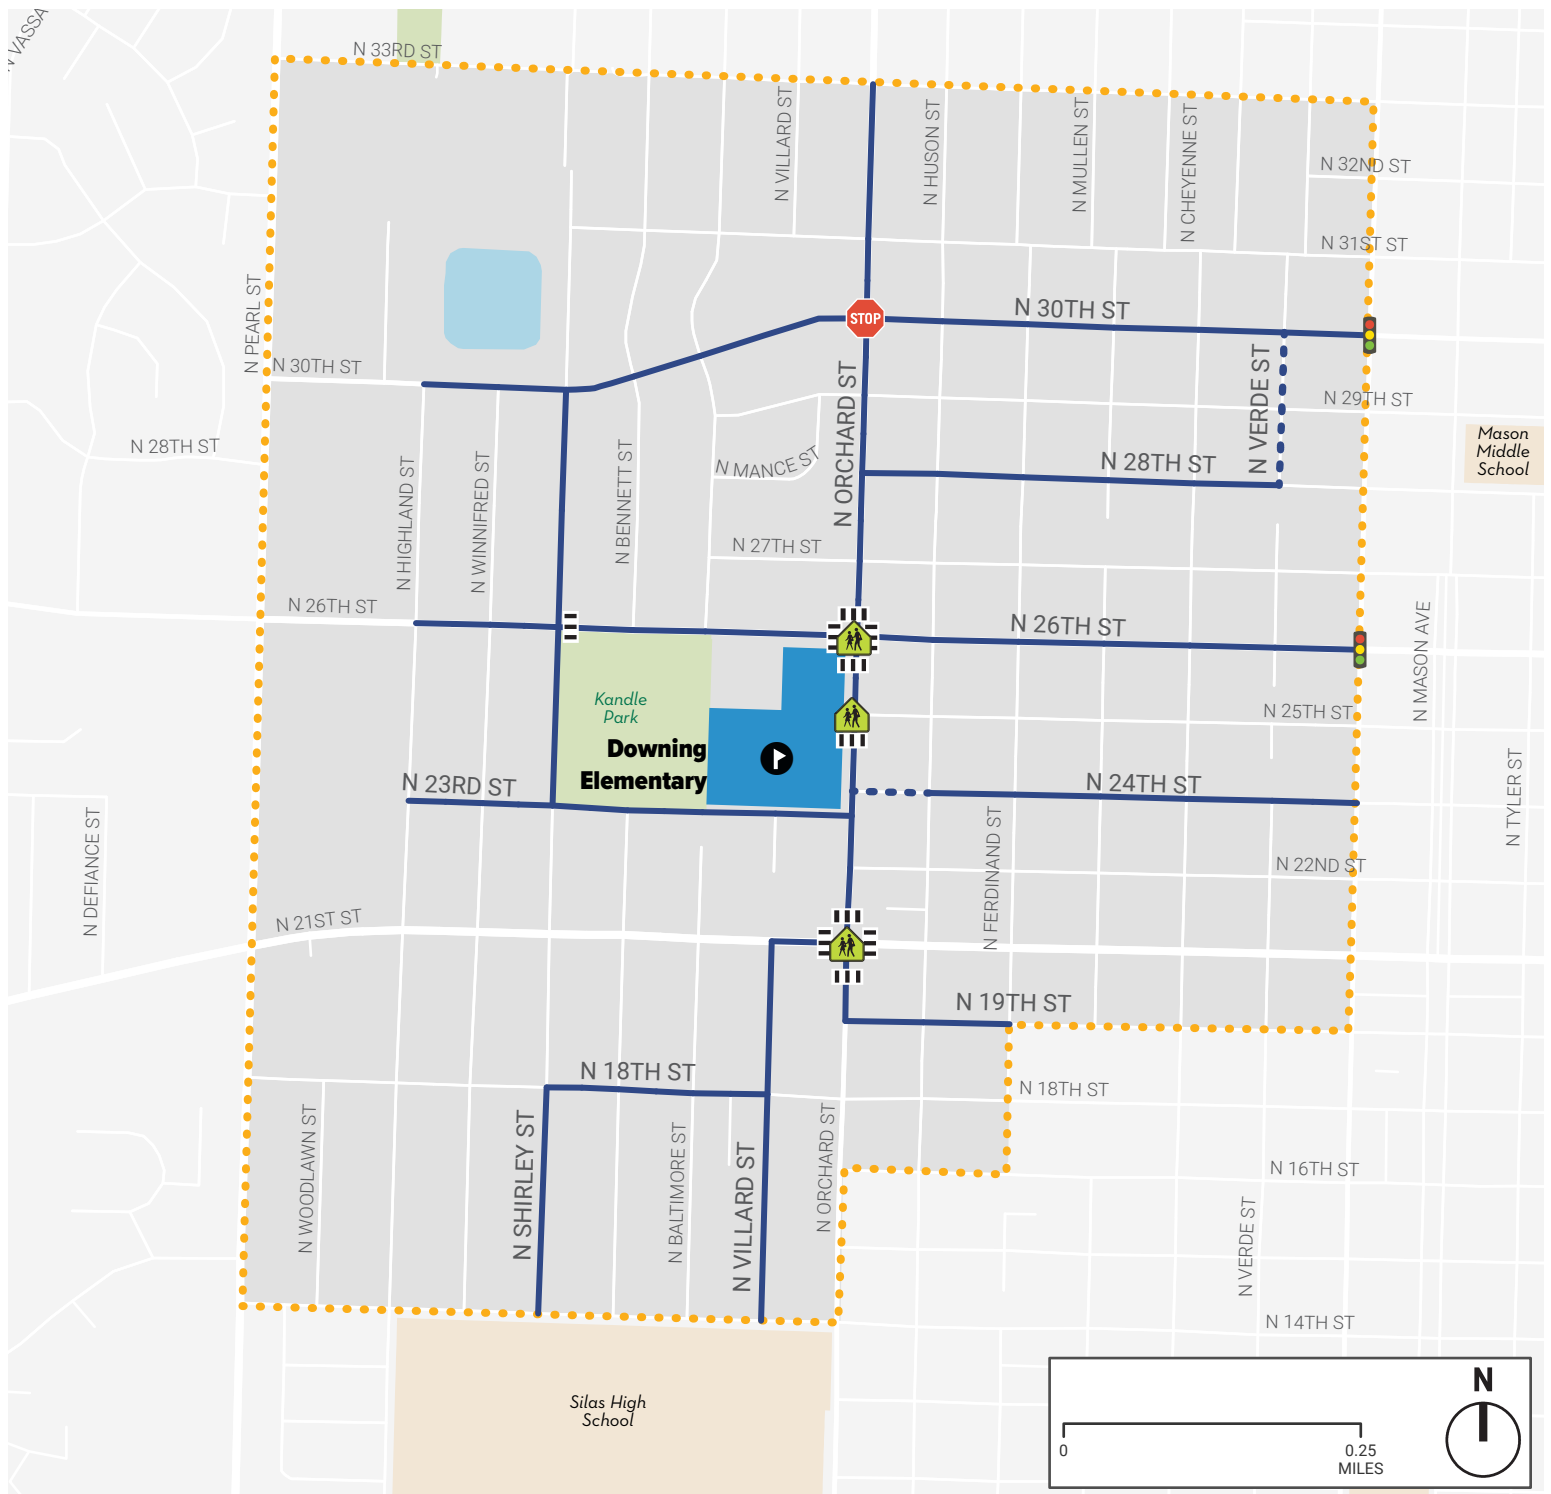 N VASSA
N 33RD ST
N VILLARD ST
N HUSON ST
N MULLEN ST
N CHEYENNE ST
N 32ND ST
N 31ST ST
N PEARL ST
N 30TH ST
STOP
N 30TH ST
N VERDE ST
N 29TH ST
N ORCHARD ST
N 28TH ST
N HIGHLAND ST
N WINNIFRED ST
N BENNETT ST
N MANCE ST
N 28TH ST
Mason
Middle
School
N 27TH ST
N 26TH ST
N 26TH ST
N MASON AVE
Kandle
Park
N 25TH ST
Downing
Elementary
N 23RD ST
N 24TH ST
N TYLER ST
N DEFIANCE ST
N FERDINAND ST
N 22ND ST
N 21ST ST
N 19TH ST
N 18TH ST
N 18TH ST
N WOODLAWN ST
N SHIRLEY ST
N BALTIMORE ST
N VILLARD ST
N ORCHARD ST
N 16TH ST
N VERDE ST
N 14TH ST
Silas High
School
N
0
0.25
MILES